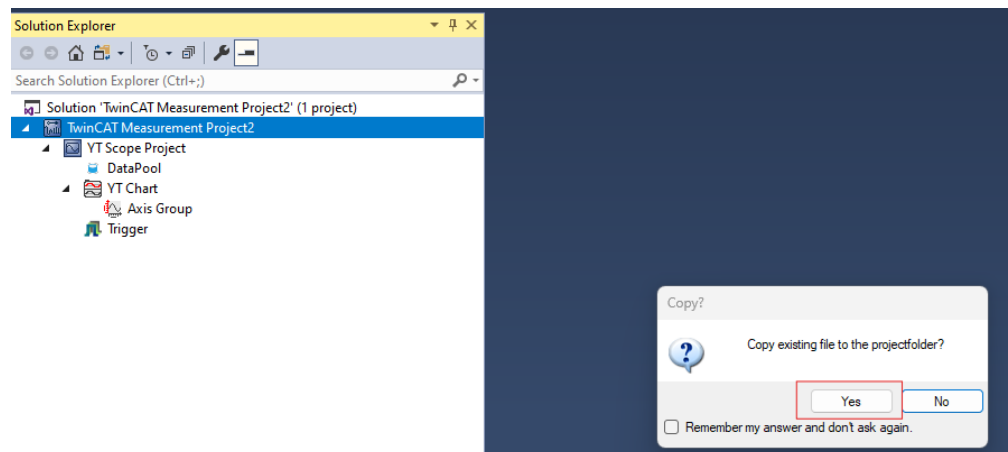 Solution Explorer
Search Solution Explorer (Ctrl+;)
Solution 'TwinCAT Measurement Project2' (1 project)
TwinCAT Measurement Project2
YT Scope Project
DataPool
YT Chart
Axis Group
Trigger
Copy?
Copy existing file to the projectfolder?
Yes No
Remember my answer and don't ask again.